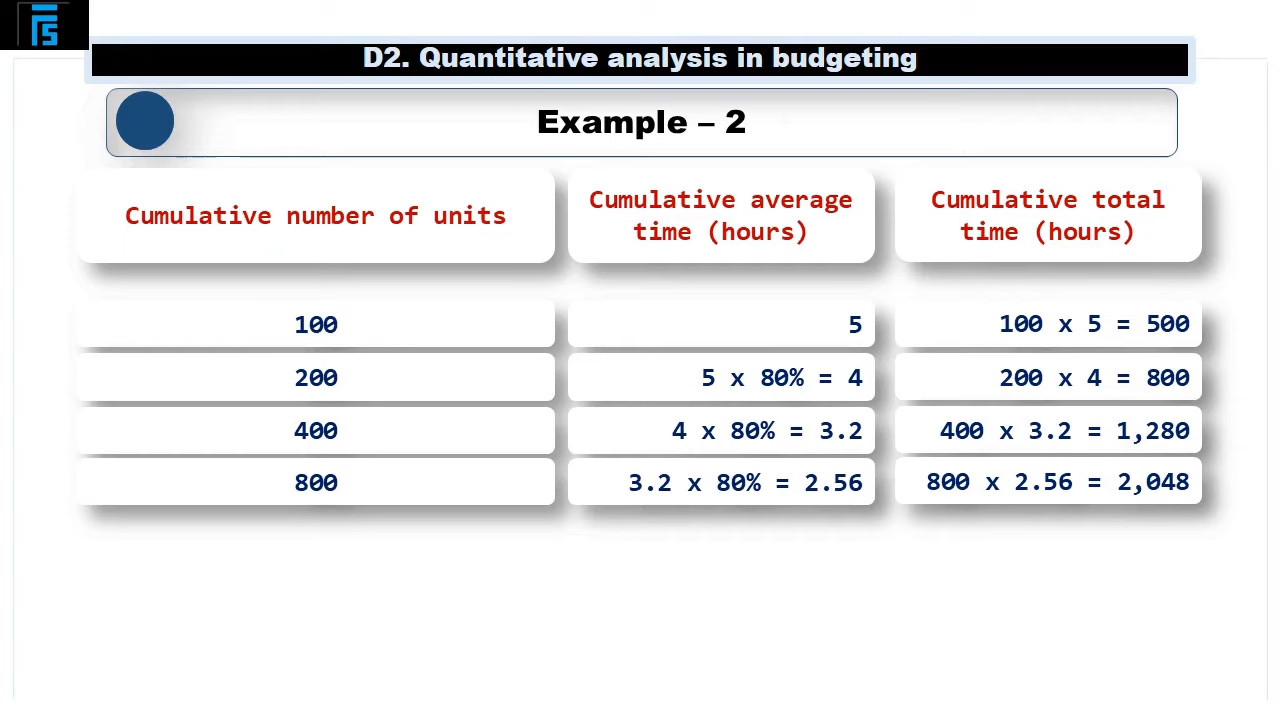 D2. Quantitative analysis in budgeting
Example – 2
Cumulative number of units
Cumulative average
time (hours)
Cumulative total
time (hours)
100
5
100 x 5 = 500
200
5 x 80% = 4
200 x 4 = 800
400
4 x 80% = 3.2
400 x 3.2 = 1,280
800
3.2 x 80% = 2.56
800 x 2.56 = 2,048